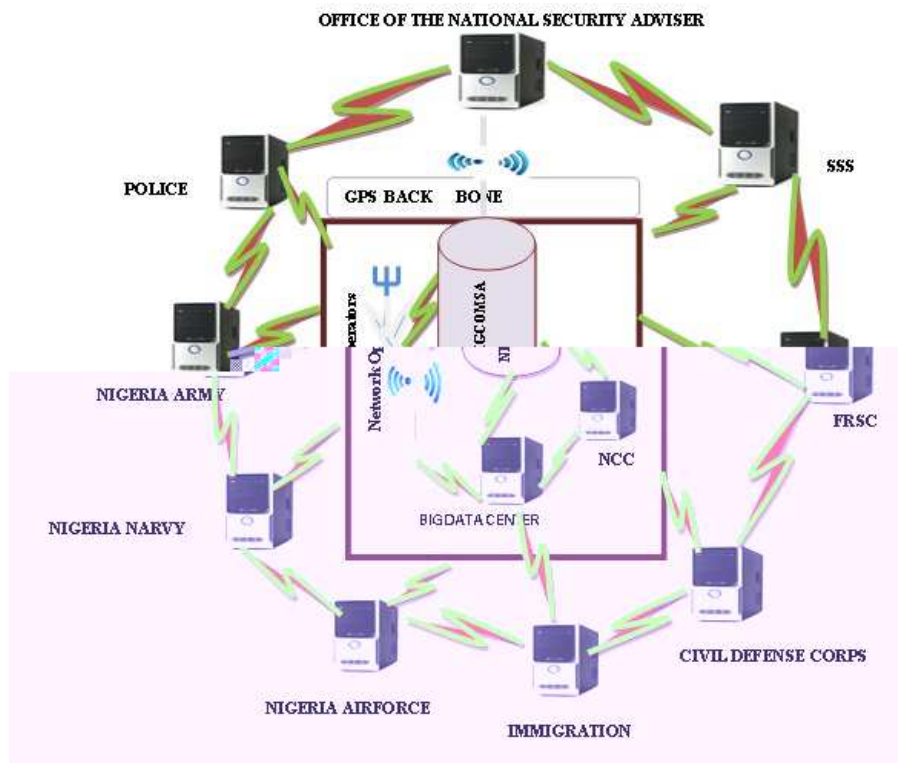 OFFICE OF THE NATIONAL SECURITY ADVISER
SSS
POLICE
GPS BACK BONE
NIGERIA ARMY
Network
FRSC
NCC
NIGERIA NARVY
BIGDATA CENTER
CIVIL DEFENSE CORPS
NIGERIA AIRFORCE
IMMIGRATION